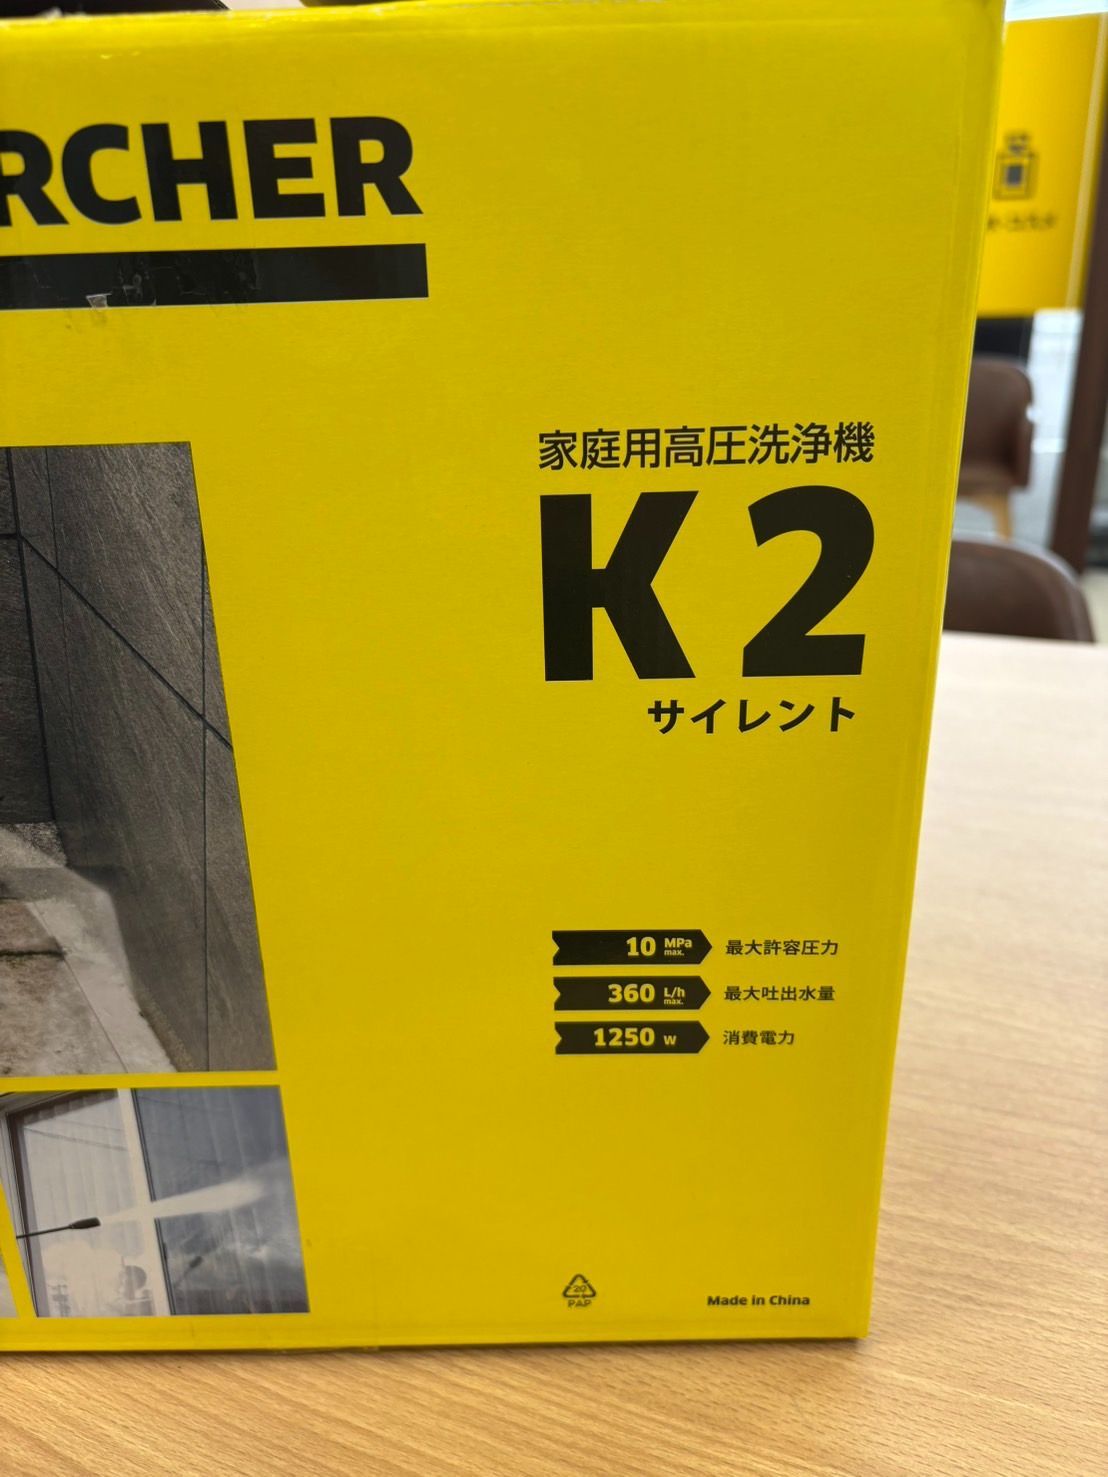 RCHER
家庭用高圧洗浄機
K2
サイレント
10 MPa max. 最大許容圧力
360 L/h max. 最大吐出水量
1250 W 消費電力
20
PAP
Made in China